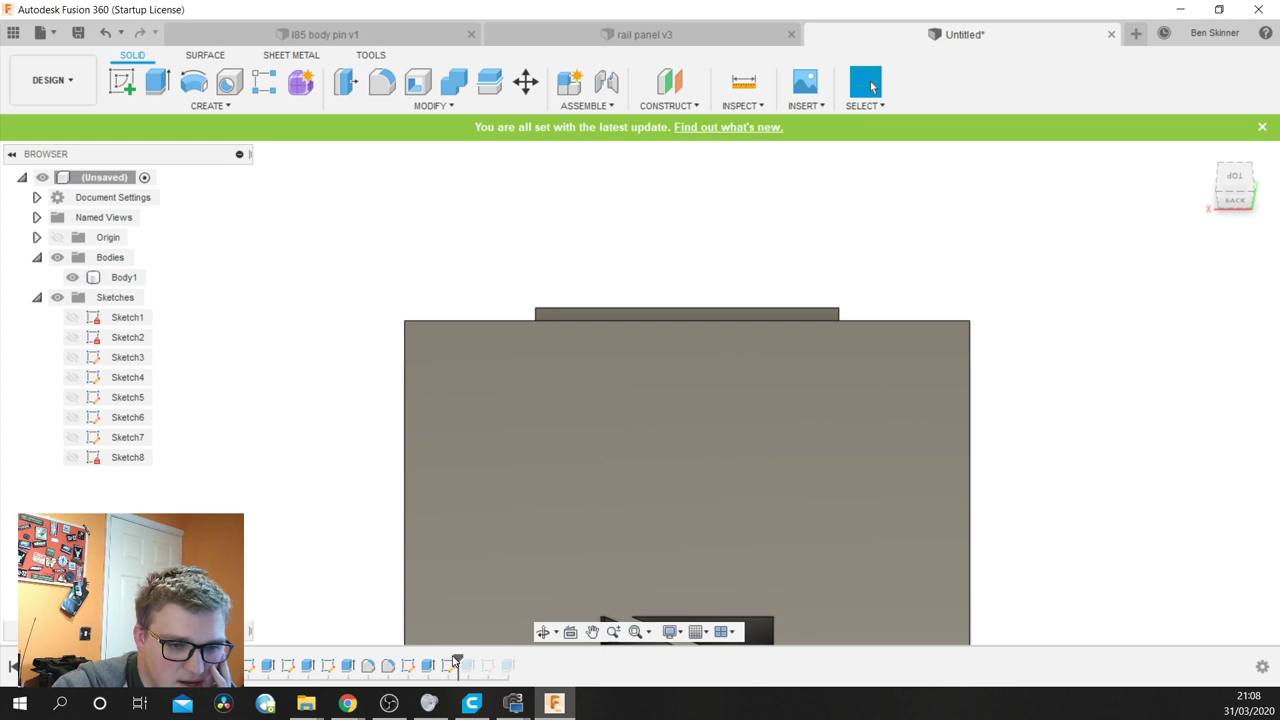 Autodesk Fusion 360 (Startup License)
l85 body pin v1
rail panel v3
Untitled*
Ben Skinner
DESIGN
SOLID
SURFACE
SHEET METAL
TOOLS
CREATE
MODIFY
ASSEMBLE
CONSTRUCT
INSPECT
INSERT
SELECT
You are all set with the latest update. Find out what's new.
BROWSER
(Unsaved)
Document Settings
Named Views
Origin
Bodies
Body1
Sketches
Sketch1
Sketch2
Sketch3
Sketch4
Sketch5
Sketch6
Sketch7
Sketch8
TOP
BACK
X
21:08
31/03/2020